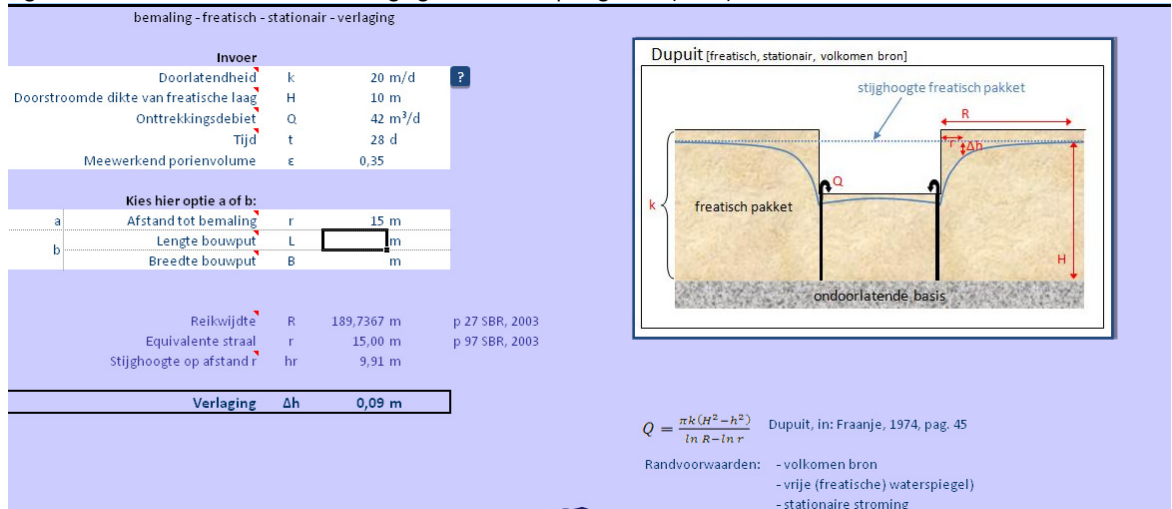 bemaling - freatisch - stationair - verlaging
Invoer
Doorlatendheid k 20 m/d ?
Doorstroomde dikte van freatische laag H 10 m
Onttrekkingsdebiet Q 42 m³/d
Tijd t 28 d
Meewerkend porienvolume ε 0,35
Kies hier optie a of b:
a Afstand tot bemaling r 15 m
b Lengte bouwput L m
Breedte bouwput B m
Reikwijdte R 189,7367 m p 27 SBR, 2003
Equivalente straal r 15,00 m p 97 SBR, 2003
Stijghoogte op afstand r hr 9,91 m
Verlaging Δh 0,09 m
Dupuit [freatisch, stationair, volkomen bron]
stijghoogte freatisch pakket
R
r Δh
Q
k freatisch pakket
H
ondoorlatende basis
Q = πk(H² − h²) / ln R − ln r Dupuit, in: Fraanje, 1974, pag. 45
Randvoorwaarden: - volkomen bron
- vrije (freatische) waterspiegel)
- stationaire stroming